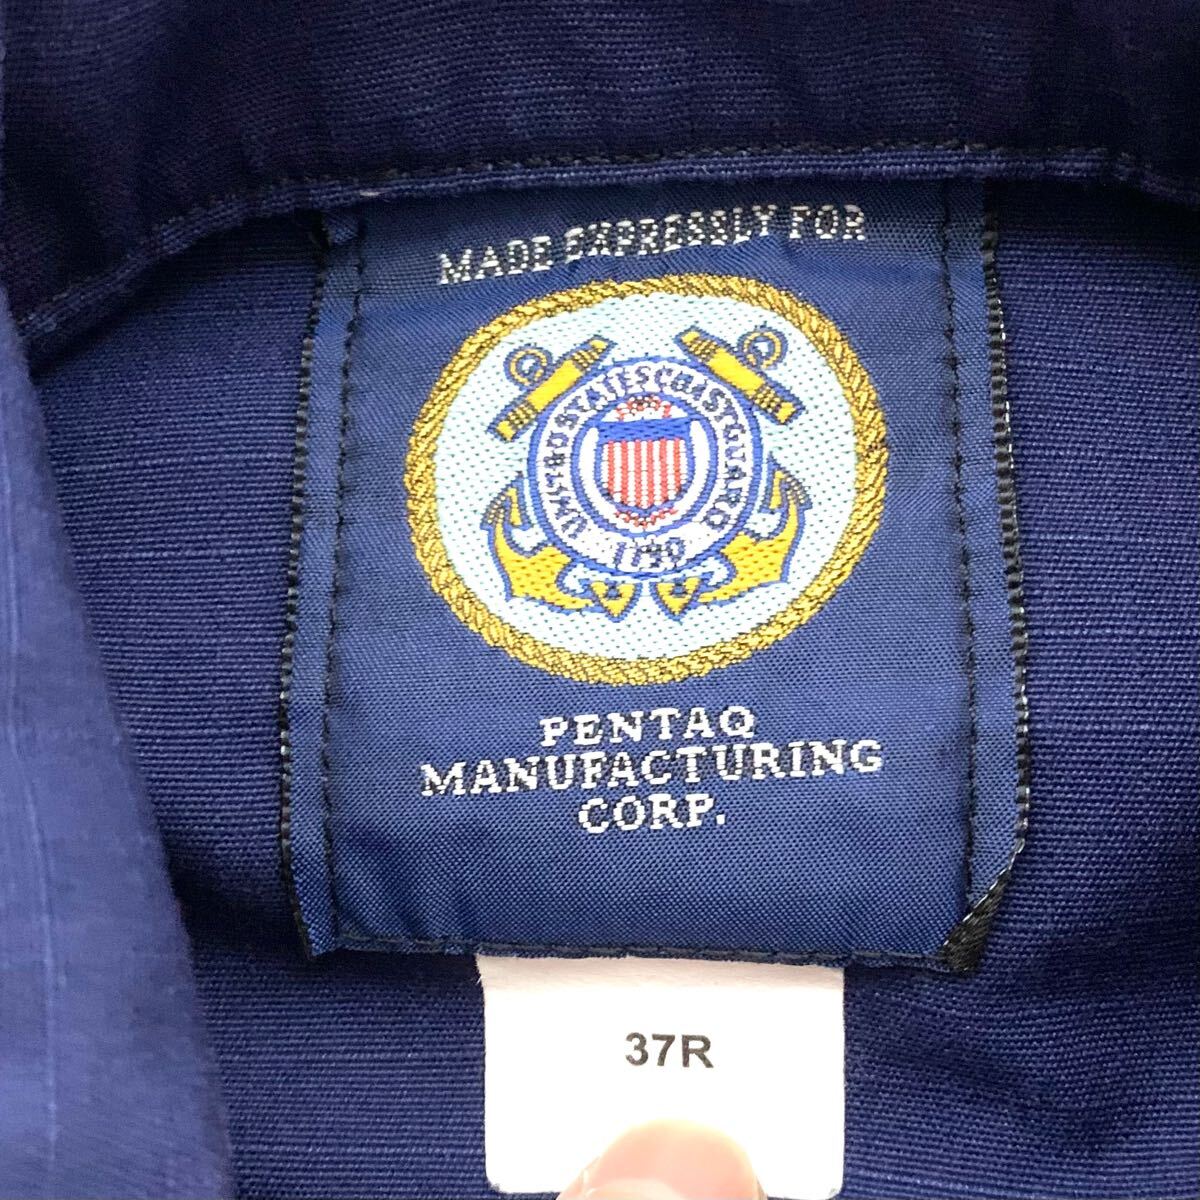 MADE EXPRESSLY FOR
UNITED STATES COAST GUARD
1790
PENTAQ
MANUFACTURING
CORP.
37R